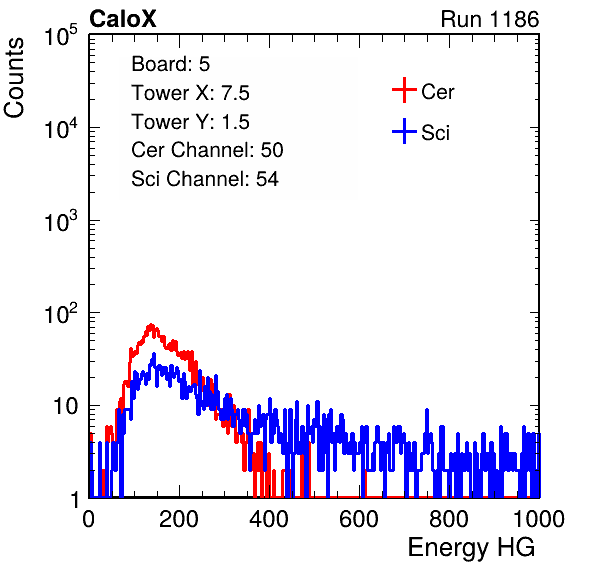 CaloX Run 1186
Counts
Board: 5
Tower X: 7.5
Tower Y: 1.5
Cer Channel: 50
Sci Channel: 54
Cer
Sci
10^5
10^4
10^3
10^2
10
1
0 200 400 600 800 1000
Energy HG